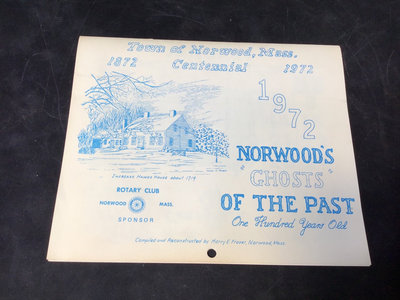 Town of Norwood, Mass.
1872 Centennial 1972
1972
NORWOOD'S
"GHOSTS"
OF THE PAST
One Hundred Years Old
ROTARY CLUB
NORWOOD MASS.
SPONSOR
Compiled and Reconstructed by Harry E. Fraser, Norwood, Mass.